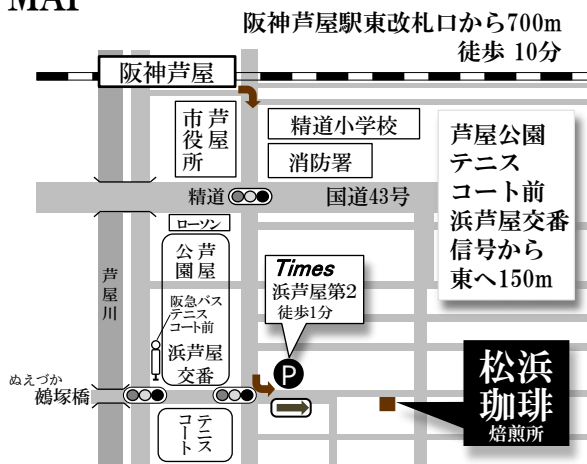 MAP
阪神芦屋駅東改札口から700m
徒歩 10分
阪神芦屋
芦屋
市役所
精道小学校
消防署
芦屋公園
テニス
コート前
浜芦屋交番
信号から
東へ150m
精道
国道43号
ローソン
芦屋
公園
芦屋川
阪急バス
テニス
コート前
浜芦屋
交番
Times
浜芦屋第2
徒歩1分
P
ぬえづか
鵺塚橋
テニス
コート
松浜
珈琲
焙煎所